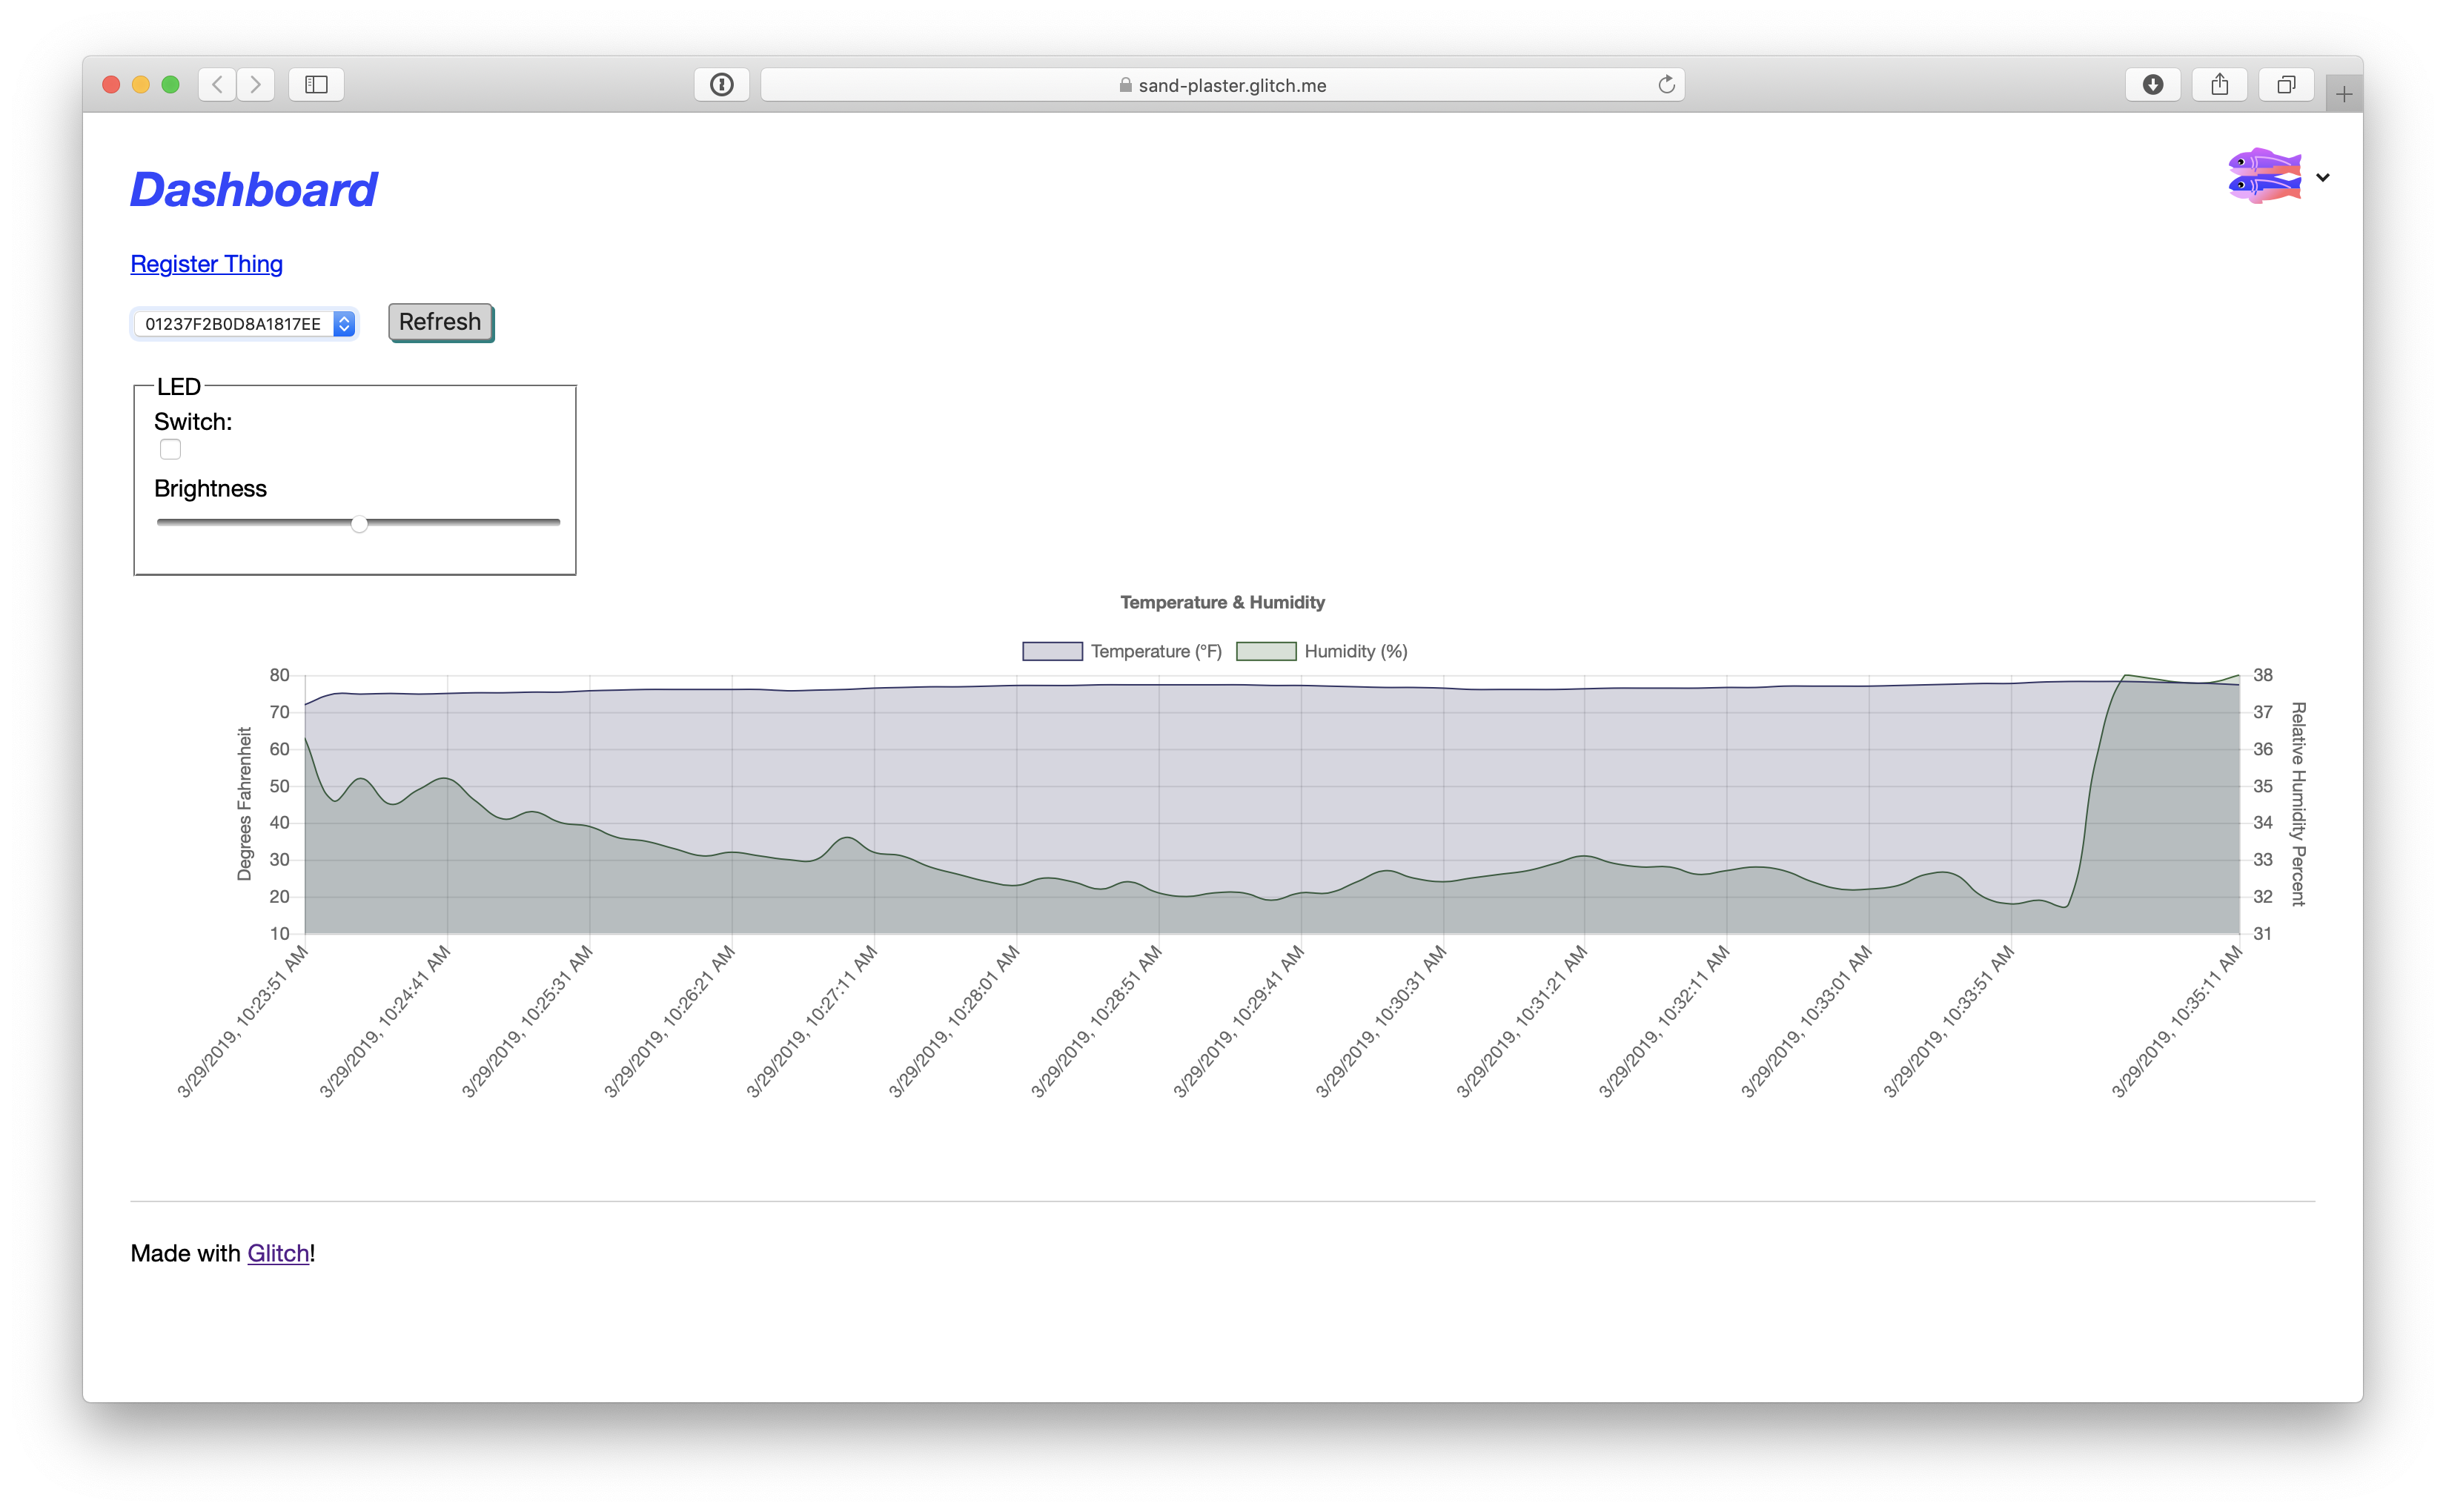 sand-plaster.glitch.me
Dashboard
Register Thing
01237F2B0D8A1817EE
Refresh
LED
Switch:
Brightness
Temperature & Humidity
Temperature (°F)
Humidity (%)
Degrees Fahrenheit
80
70
60
50
40
30
20
10
38
37
36
35
34
33
32
31
Relative Humidity Percent
3/29/2019, 10:23:51 AM
3/29/2019, 10:24:41 AM
3/29/2019, 10:25:31 AM
3/29/2019, 10:26:21 AM
3/29/2019, 10:27:11 AM
3/29/2019, 10:28:01 AM
3/29/2019, 10:28:51 AM
3/29/2019, 10:29:41 AM
3/29/2019, 10:30:31 AM
3/29/2019, 10:31:21 AM
3/29/2019, 10:32:11 AM
3/29/2019, 10:33:01 AM
3/29/2019, 10:33:51 AM
3/29/2019, 10:35:11 AM
Made with Glitch!